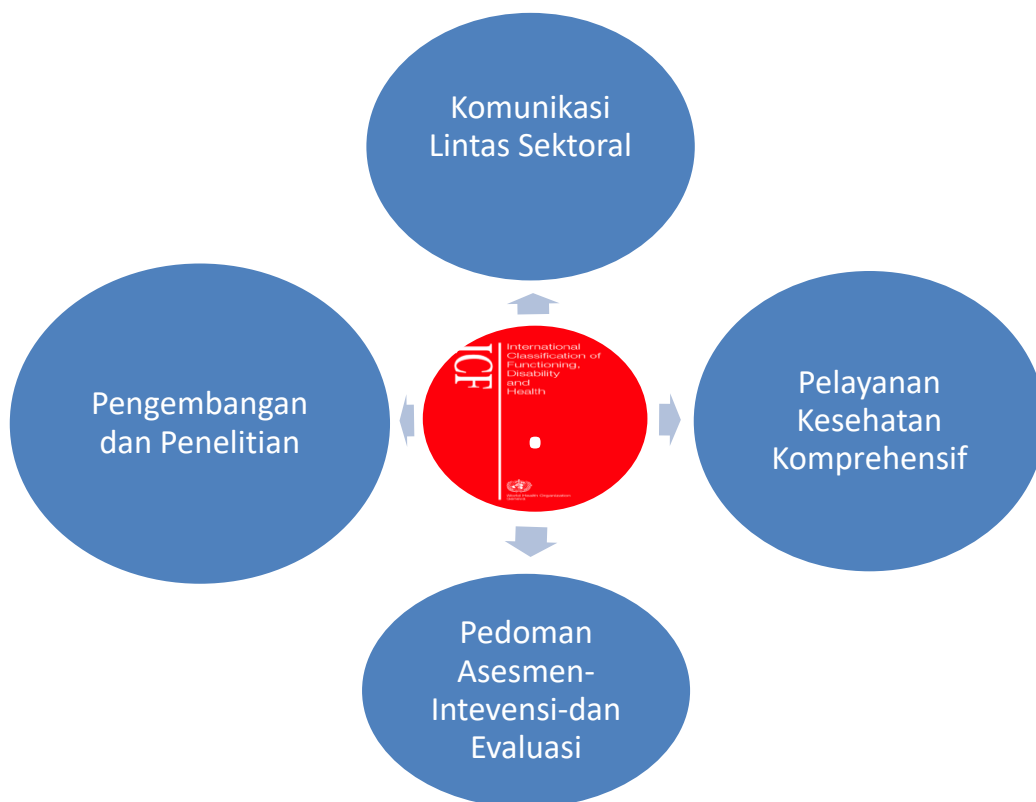 Komunikasi
Lintas Sektoral
Pengembangan
dan Penelitian
ICF
International
Classification of
Functioning,
Disability
and
Health
World Health Organization
Geneva
Pelayanan
Kesehatan
Komprehensif
Pedoman
Asesmen-
Intevensi-dan
Evaluasi